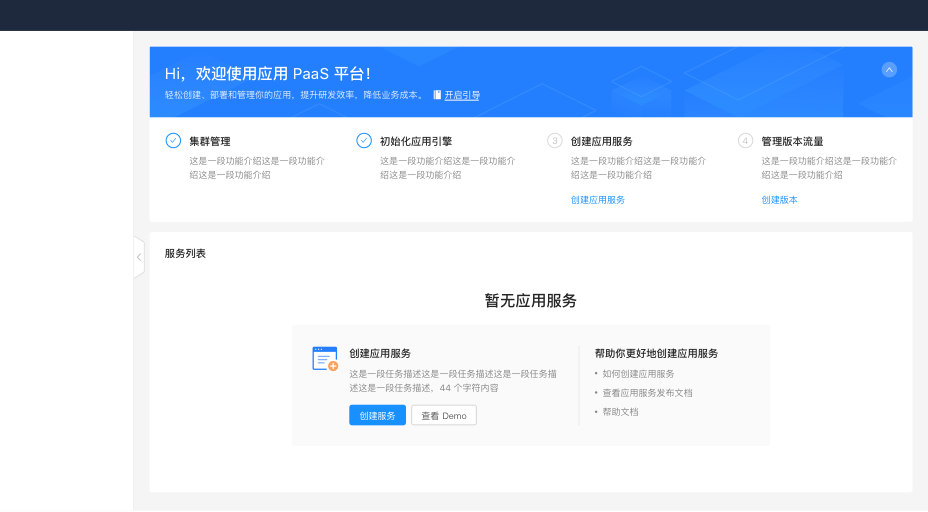 Hi，欢迎使用应用 PaaS 平台！
轻松创建、部署和管理你的应用，提升研发效率，降低业务成本。 开启引导
集群管理
这是一段功能介绍这是一段功能介
绍这是一段功能介绍
初始化应用引擎
这是一段功能介绍这是一段功能介
绍这是一段功能介绍
3 创建应用服务
这是一段功能介绍这是一段功能介
绍这是一段功能介绍
创建应用服务
4 管理版本流量
这是一段功能介绍这是一段功能介
绍这是一段功能介绍
创建版本
服务列表
暂无应用服务
创建应用服务
这是一段任务描述这是一段任务描述这是一段任务描
述这是一段任务描述，44 个字符内容
创建服务 查看 Demo
帮助你更好地创建应用服务
• 如何创建应用服务
• 查看应用服务发布文档
• 帮助文档